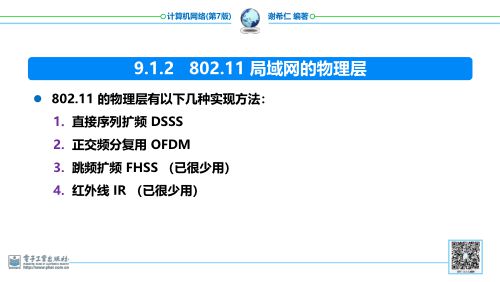 计算机网络(第7版) 谢希仁 编著
9.1.2 802.11 局域网的物理层
802.11 的物理层有以下几种实现方法：
1. 直接序列扩频 DSSS
2. 正交频分复用 OFDM
3. 跳频扩频 FHSS （已很少用）
4. 红外线 IR （已很少用）
电子工业出版社
http://www.phei.com.cn